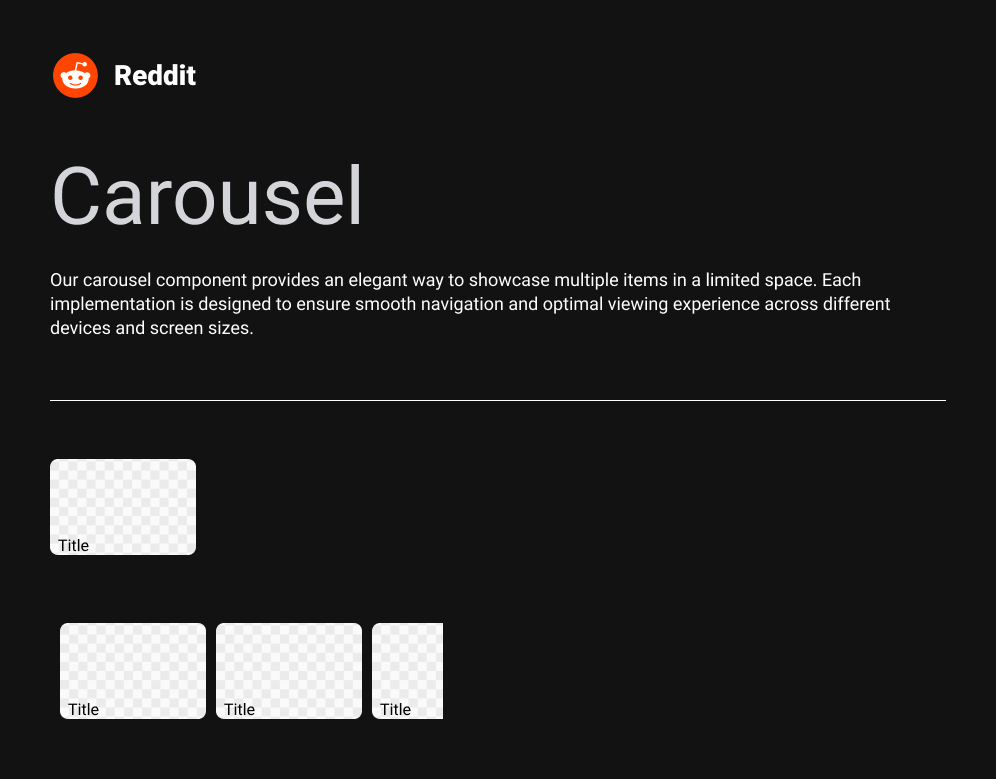 Reddit
Carousel
Our carousel component provides an elegant way to showcase multiple items in a limited space. Each
implementation is designed to ensure smooth navigation and optimal viewing experience across different
devices and screen sizes.
Title
Title Title Title